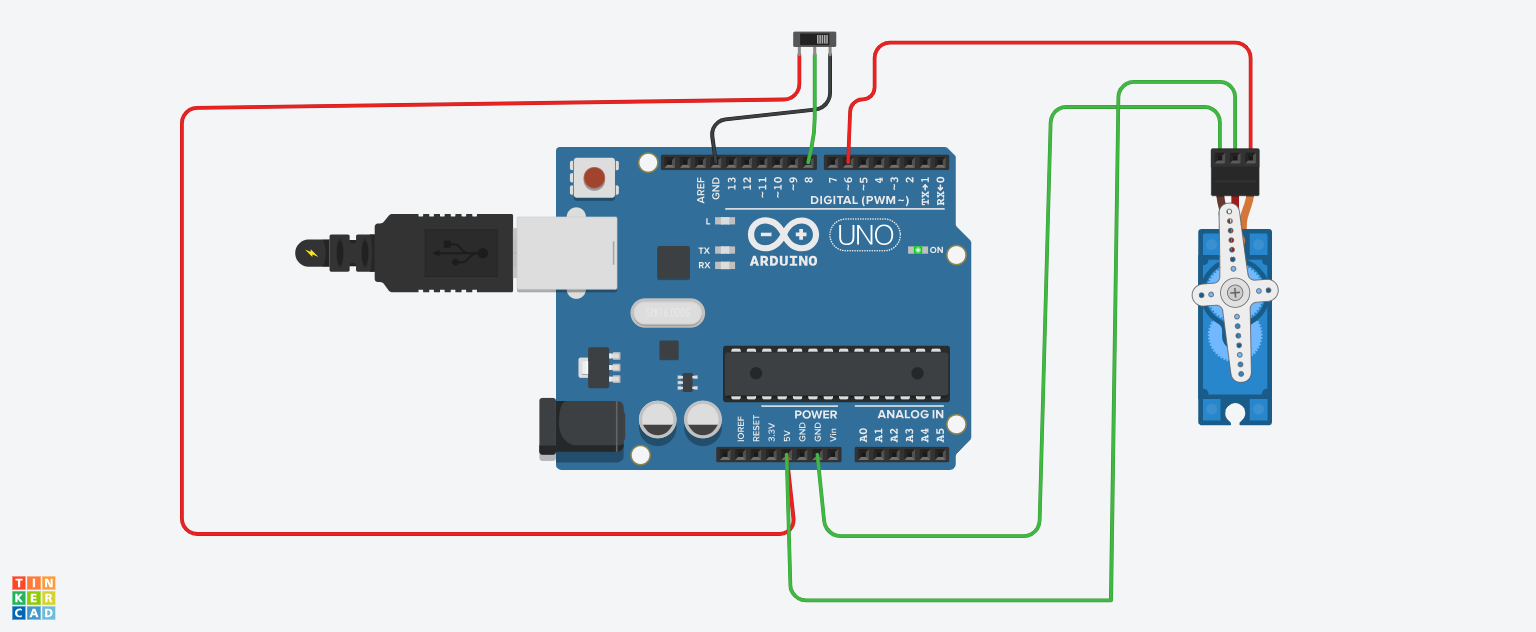 AREF
GND
13
12
~11
~10
~9
8
7
~6
~5
4
~3
2
TX→1
RX←0
DIGITAL (PWM~)
L
TX
RX
UNO
ARDUINO
ON
POWER
ANALOG IN
IOREF
RESET
3.3V
5V
GND
GND
Vin
A0
A1
A2
A3
A4
A5
TIN
KER
CAD